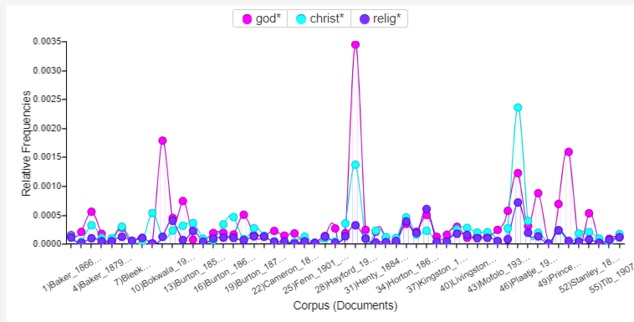 god* christ* relig*
0.0035
0.0030
0.0025
0.0020
0.0015
0.0010
0.0005
0.0000
Relative Frequencies
1)Baker_1866...
4)Baker_1879...
7)Bleek...
10)Bokwala_19...
13)Burton_185...
16)Burton_186...
19)Burton_187...
22)Cameron_18...
25)Fenn_1901_...
28)Hayford_19...
31)Henty_1884...
34)Horton_186...
37)Kingston_1...
40)Livingston...
43)Mofolo_193...
46)Plaatje_19...
49)Prince...
52)Stanley_18...
55)Tib_1907
Corpus (Documents)